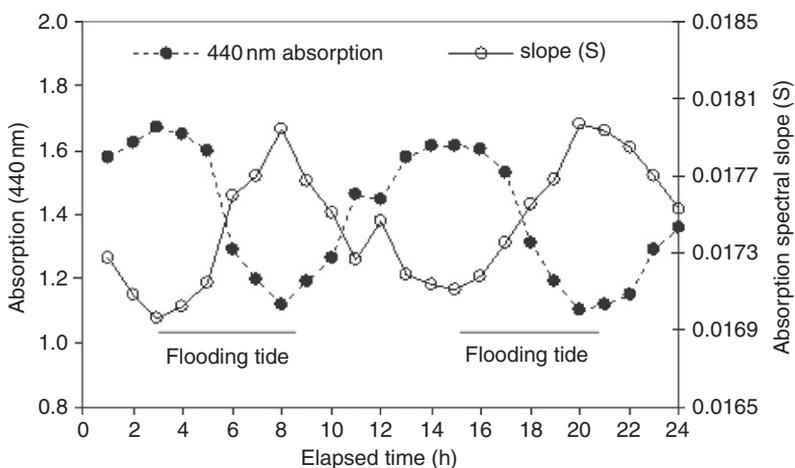 2.0
1.8
1.6
1.4
1.2
1.0
0.8
Absorption (440 nm)
440 nm absorption
slope (S)
Flooding tide
Flooding tide
0.0185
0.0181
0.0177
0.0173
0.0169
0.0165
Absorption spectral slope (S)
0 2 4 6 8 10 12 14 16 18 20 22 24
Elapsed time (h)